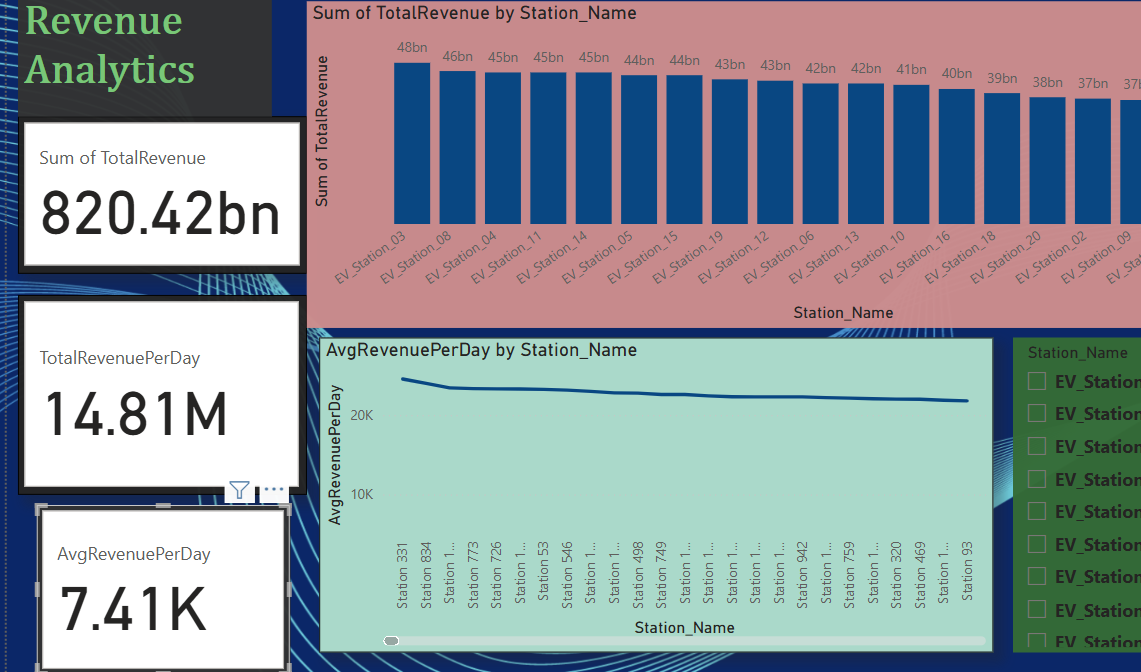 Revenue
Analytics
Sum of TotalRevenue
820.42bn
TotalRevenuePerDay
14.81M
AvgRevenuePerDay
7.41K
Sum of TotalRevenue by Station_Name
Sum of TotalRevenue
48bn
46bn
45bn
45bn
45bn
44bn
44bn
43bn
43bn
42bn
42bn
41bn
40bn
39bn
38bn
37bn
EV_Station_03
EV_Station_08
EV_Station_04
EV_Station_11
EV_Station_14
EV_Station_05
EV_Station_15
EV_Station_19
EV_Station_12
EV_Station_06
EV_Station_13
EV_Station_10
EV_Station_16
EV_Station_18
EV_Station_20
EV_Station_02
EV_Station_09
Station_Name
AvgRevenuePerDay by Station_Name
AvgRevenuePerDay
20K
10K
Station 331
Station 834
Station 1...
Station 773
Station 726
Station 1...
Station 53
Station 546
Station 1...
Station 1...
Station 498
Station 749
Station 1...
Station 1...
Station 1...
Station 1...
Station 1...
Station 942
Station 1...
Station 759
Station 1...
Station 320
Station 469
Station 1...
Station 93
Station_Name
Station_Name
EV_Station
EV_Station
EV_Station
EV_Station
EV_Station
EV_Station
EV_Station
EV_Station
EV_Station